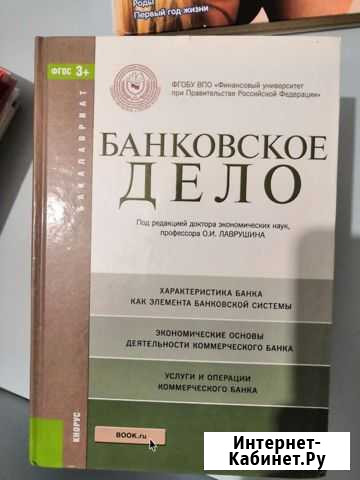 Роды
Первый год жизни
ФГОС 3+
ФГОБУ ВПО «Финансовый университет
при Правительстве Российской Федерации»
БАКАЛАВРИАТ
БАНКОВСКОЕ
ДЕЛО
Под редакцией доктора экономических наук,
профессора О.И. ЛАВРУШИНА
ХАРАКТЕРИСТИКА БАНКА
КАК ЭЛЕМЕНТА БАНКОВСКОЙ СИСТЕМЫ
ЭКОНОМИЧЕСКИЕ ОСНОВЫ
ДЕЯТЕЛЬНОСТИ КОММЕРЧЕСКОГО БАНКА
УСЛУГИ И ОПЕРАЦИИ
КОММЕРЧЕСКОГО БАНКА
КНОРУС
BOOK.ru
Интернет-
Кабинет.Ру